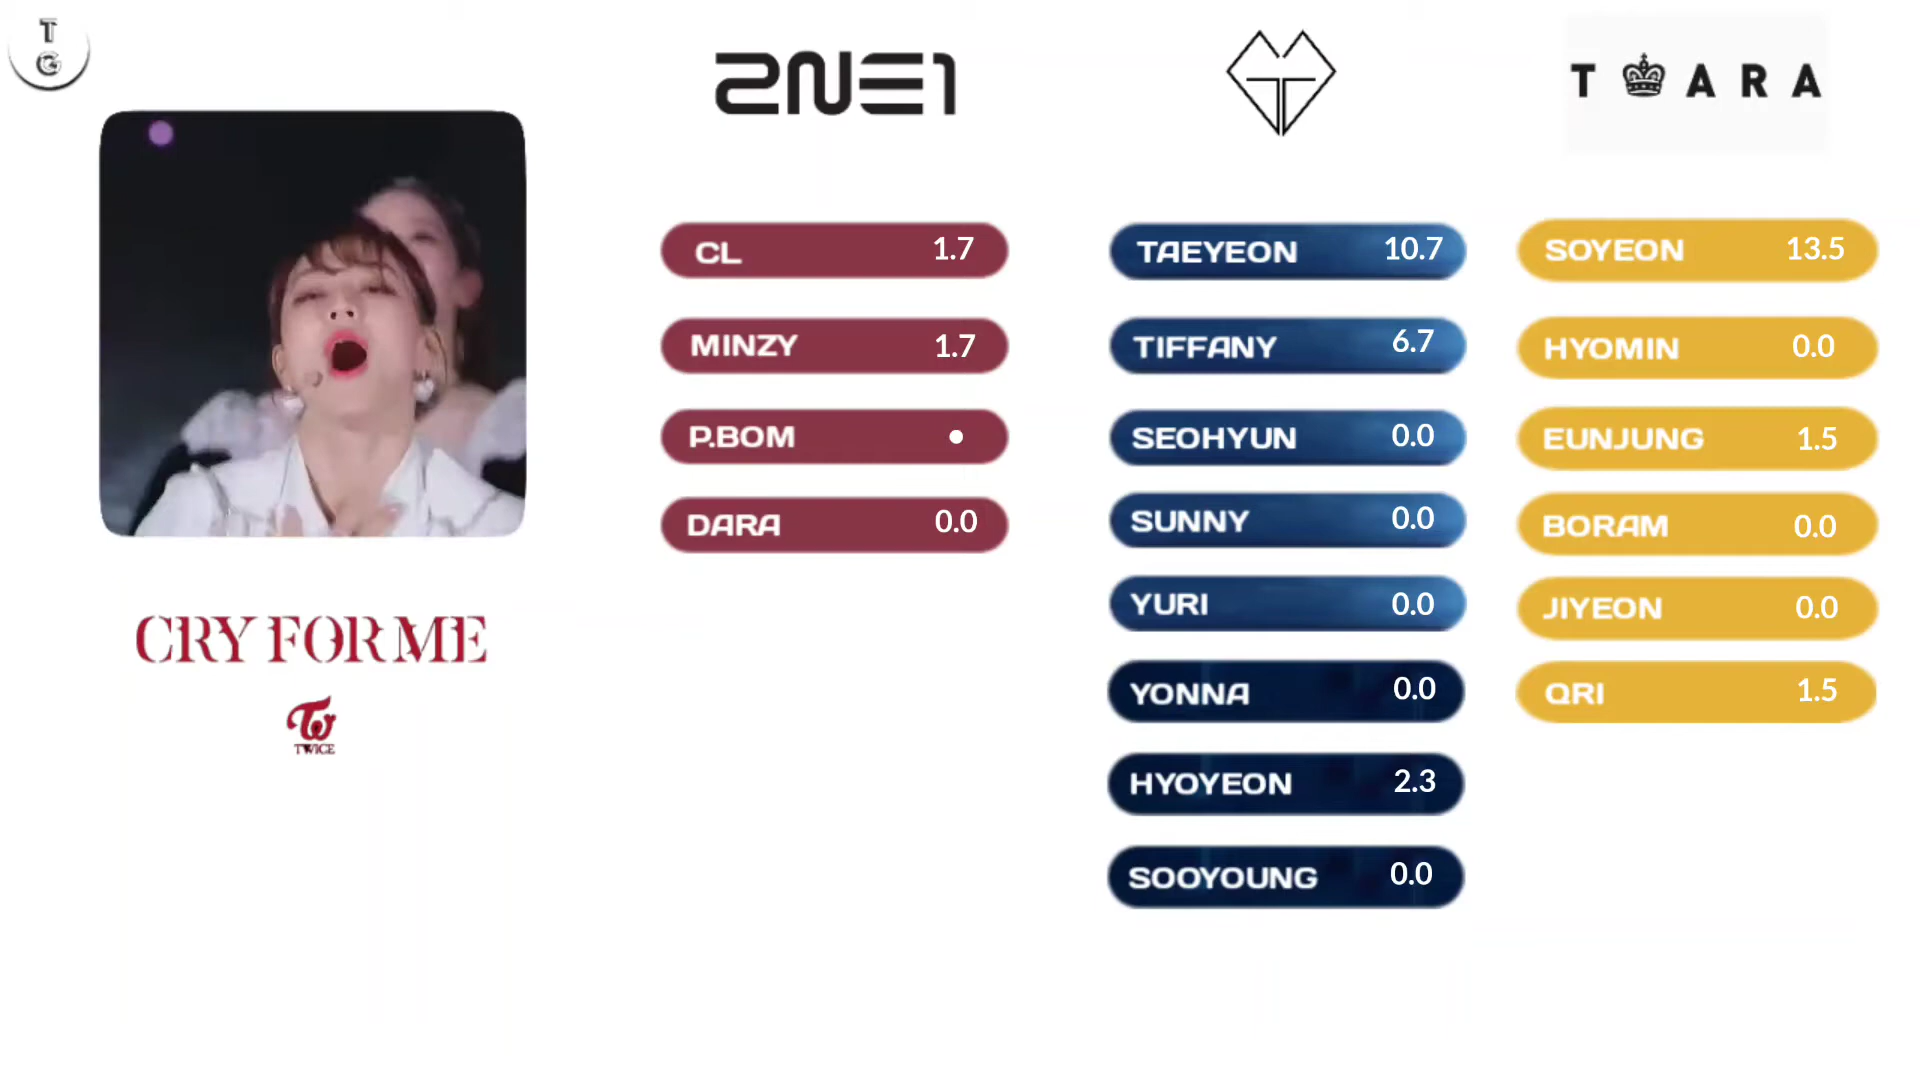 T
G
2NE1
T ARA
CL 1.7
MINZY 1.7
P.BOM •
DARA 0.0
TAEYEON 10.7
TIFFANY 6.7
SEOHYUN 0.0
SUNNY 0.0
YURI 0.0
YONNA 0.0
HYOYEON 2.3
SOOYOUNG 0.0
SOYEON 13.5
HYOMIN 0.0
EUNJUNG 1.5
BORAM 0.0
JIYEON 0.0
QRI 1.5
CRY FOR ME
TW
TWICE